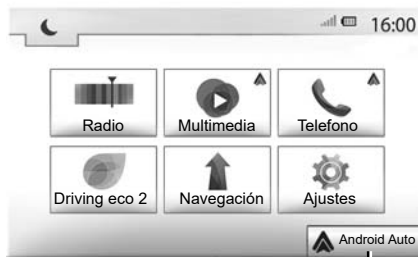 16:00
Radio Multimedia Telefono
Driving eco 2 Navegación Ajustes
Android Auto